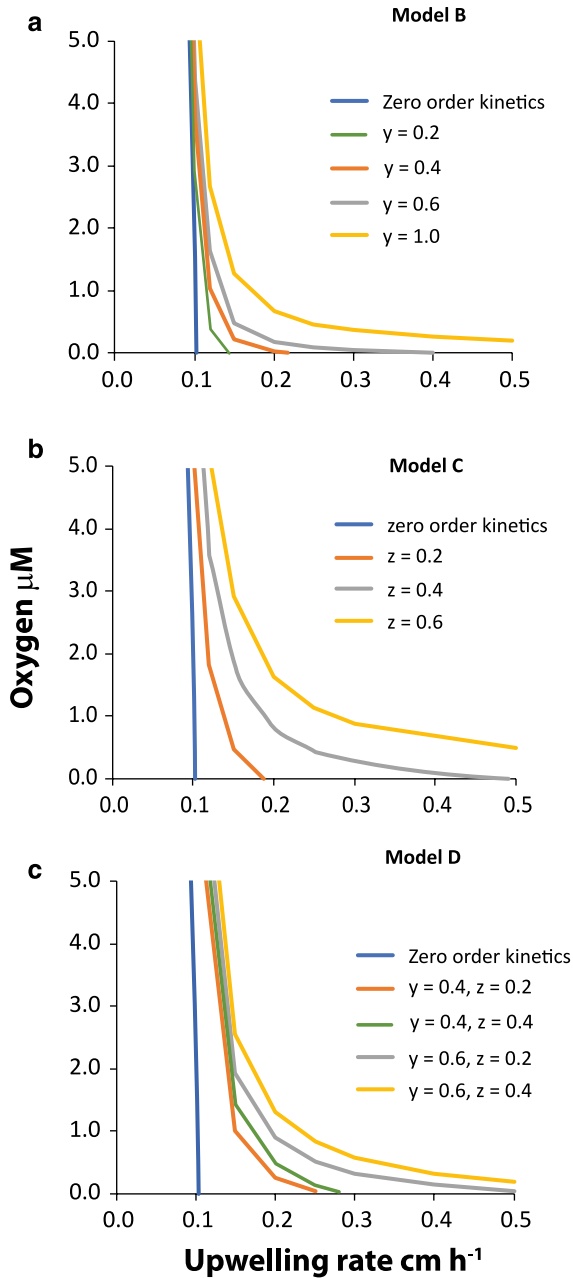 a
Model B
5.0
4.0
3.0
2.0
1.0
0.0
Zero order kinetics
y = 0.2
y = 0.4
y = 0.6
y = 1.0
0.0 0.1 0.2 0.3 0.4 0.5
b
Model C
5.0
4.0
3.0
2.0
1.0
0.0
zero order kinetics
z = 0.2
z = 0.4
z = 0.6
0.0 0.1 0.2 0.3 0.4 0.5
Oxygen µM
c
Model D
5.0
4.0
3.0
2.0
1.0
0.0
Zero order kinetics
y = 0.4, z = 0.2
y = 0.4, z = 0.4
y = 0.6, z = 0.2
y = 0.6, z = 0.4
0.0 0.1 0.2 0.3 0.4 0.5
Upwelling rate cm h⁻¹